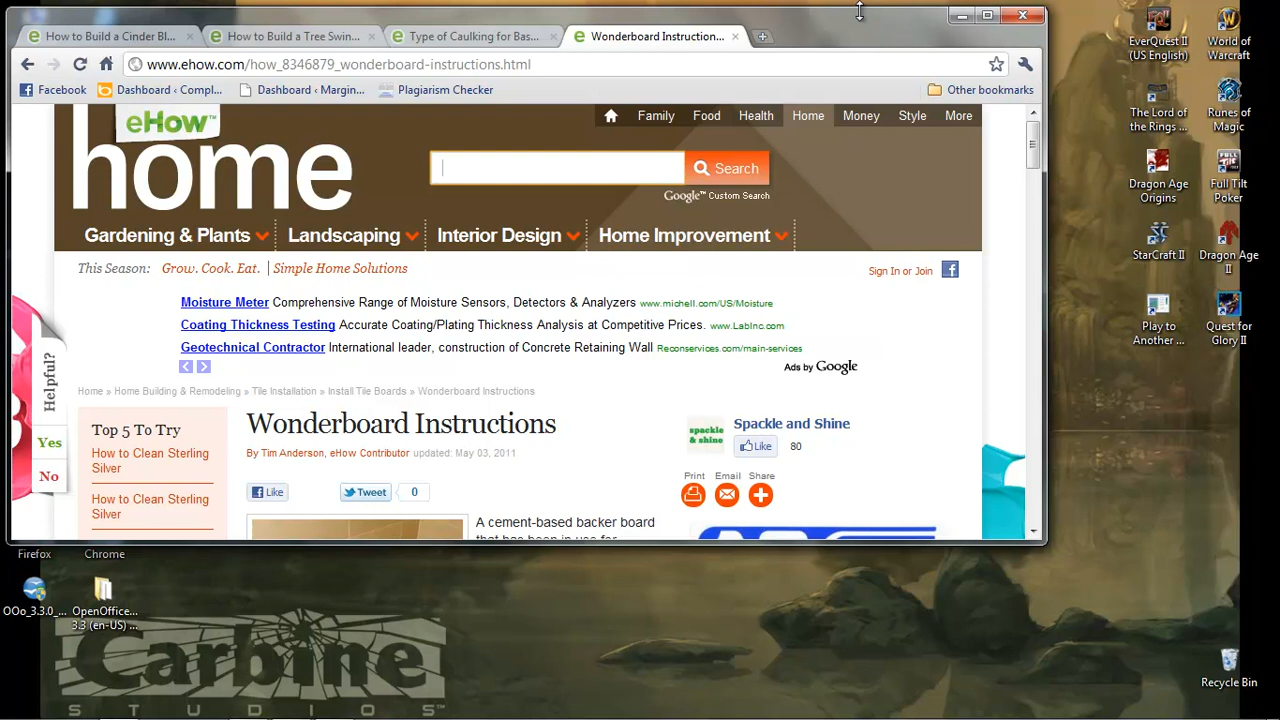 How to Build a Cinder Bl...
How to Build a Tree Swin...
Type of Caulking for Bas...
Wonderboard Instruction...
www.ehow.com/how_8346879_wonderboard-instructions.html
Facebook
Dashboard ‹ Compl...
Dashboard ‹ Margin...
Plagiarism Checker
Other bookmarks
eHow™
home
Family Food Health Home Money Style More
Search
Google™ Custom Search
Gardening & Plants
Landscaping
Interior Design
Home Improvement
This Season: Grow. Cook. Eat. | Simple Home Solutions
Sign In or Join
Moisture Meter Comprehensive Range of Moisture Sensors, Detectors & Analyzers www.michell.com/US/Moisture
Coating Thickness Testing Accurate Coating/Plating Thickness Analysis at Competitive Prices. www.LabInc.com
Geotechnical Contractor International leader, construction of Concrete Retaining Wall Reconservices.com/main-services
Ads by Google
Helpful?
Yes
No
Home » Home Building & Remodeling » Tile Installation » Install Tile Boards » Wonderboard Instructions
Top 5 To Try
How to Clean Sterling
Silver
How to Clean Sterling
Silver
Wonderboard Instructions
By Tim Anderson, eHow Contributor updated: May 03, 2011
Like
Tweet 0
A cement-based backer board
that has been in use for
spackle
& shine
Spackle and Shine
Like 80
Print Email Share
EverQuest II
(US English)
World of
Warcraft
The Lord of
the Rings ...
Runes of
Magic
Dragon Age
Origins
Full Tilt
Poker
StarCraft II
Dragon Age
II
Play to
Another ...
Quest for
Glory II
Firefox
Chrome
OOo_3.3.0_...
OpenOffice...
3.3 (en-US) ...
Carbine
STUDIOS™
Recycle Bin